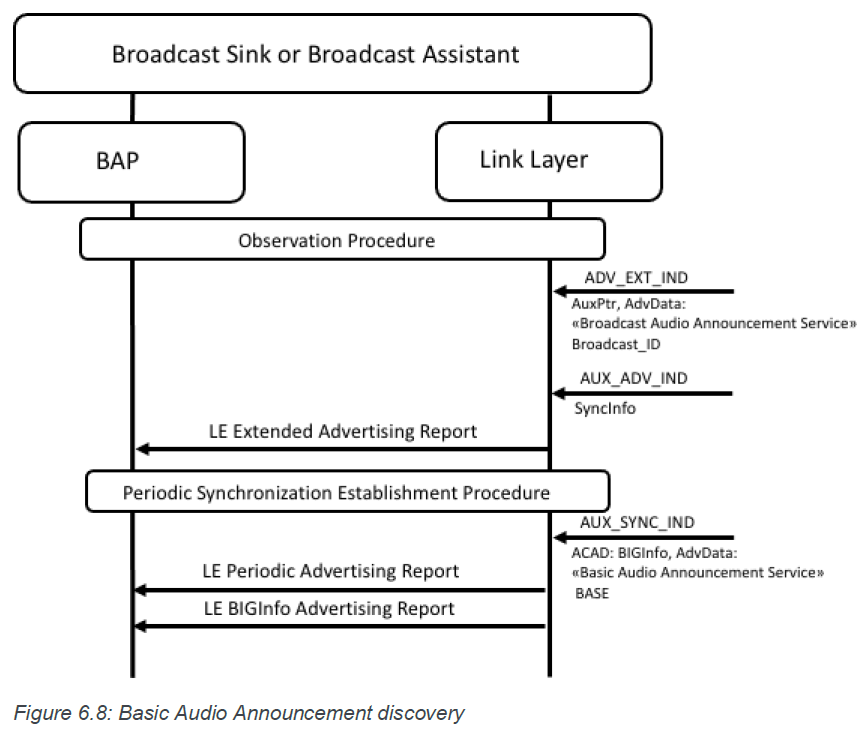 Broadcast Sink or Broadcast Assistant
BAP
Link Layer
Observation Procedure
ADV_EXT_IND
AuxPtr, AdvData:
«Broadcast Audio Announcement Service»
Broadcast_ID
AUX_ADV_IND
SyncInfo
LE Extended Advertising Report
Periodic Synchronization Establishment Procedure
AUX_SYNC_IND
ACAD: BIGInfo, AdvData:
«Basic Audio Announcement Service»
BASE
LE Periodic Advertising Report
LE BIGInfo Advertising Report
Figure 6.8: Basic Audio Announcement discovery